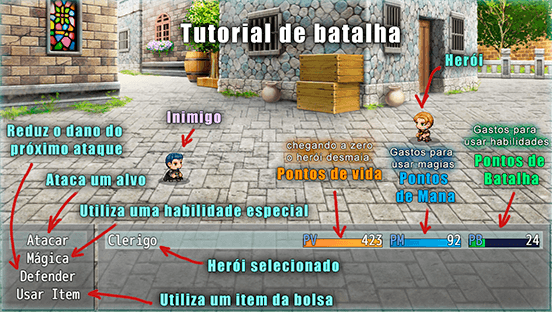 Tutorial de batalha
Herói
Inimigo
Reduz o dano do
próximo ataque
Ataca um alvo
Utiliza uma habilidade especial
chegando a zero
o herói desmaia
Pontos de vida
Gastos para
usar magias
Pontos
de Mana
Gastos para
usar habilidades
Pontos de
Batalha
Atacar
Mágica
Defender
Usar Item
Clerigo
PV 423
PM 92
PB 24
Herói selecionado
Utiliza um item da bolsa